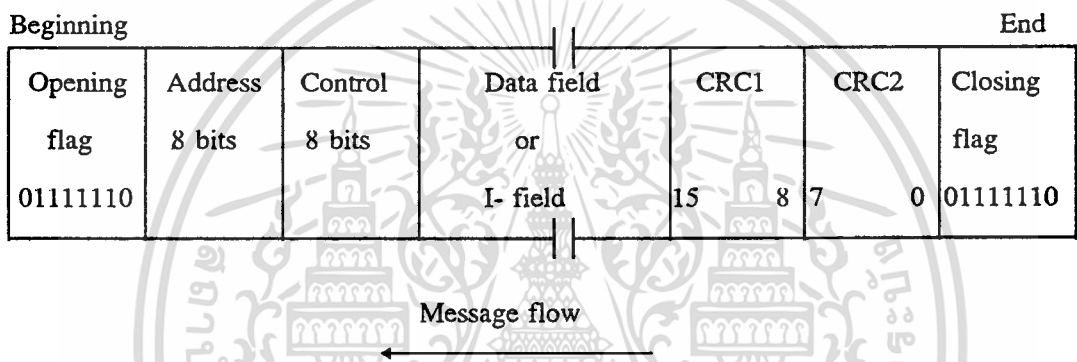 Beginning End
Opening Address Control Data field CRC1 CRC2 Closing
flag 8 bits 8 bits or flag
01111110 I- field 15 8 7 0 01111110
Message flow